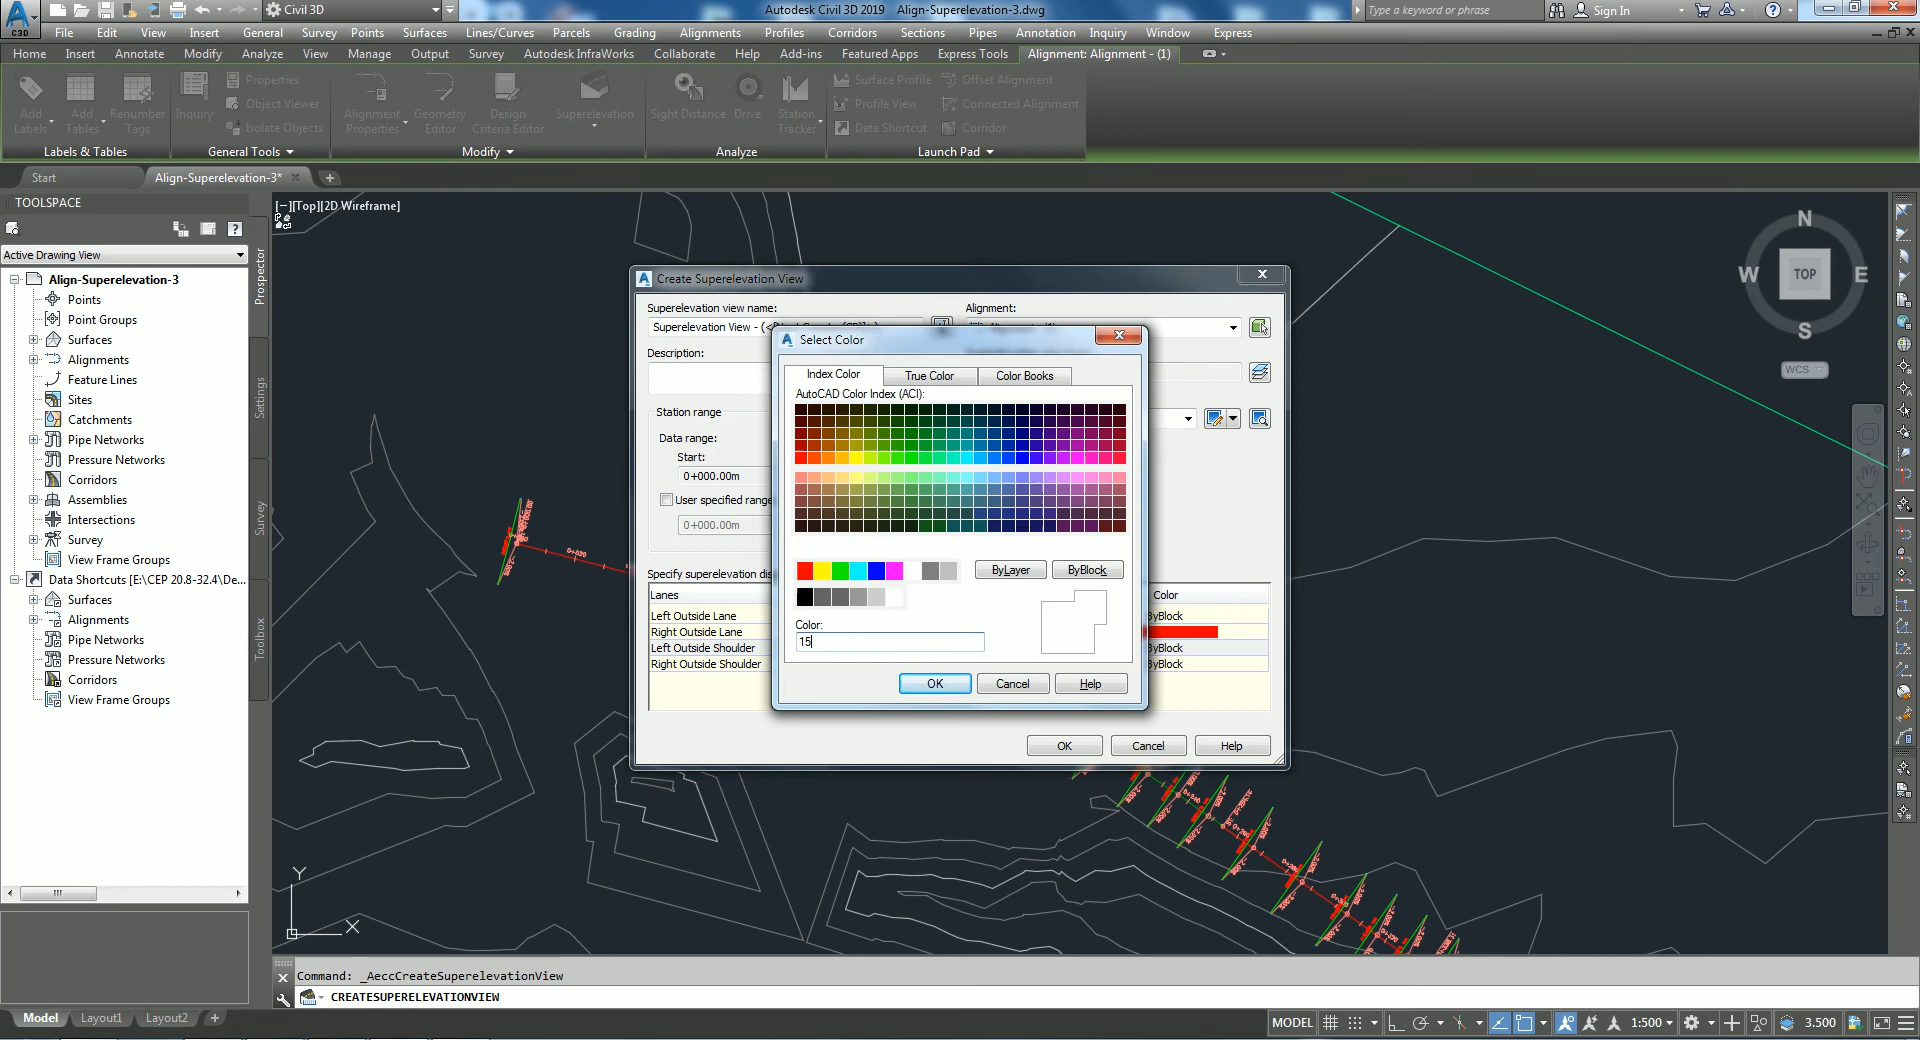 Civil 3D
Autodesk Civil 3D 2019 Align-Superelevation-3.dwg
Type a keyword or phrase
Sign In
C3D
File Edit View Insert General Survey Points Surfaces Lines/Curves Parcels Grading Alignments Profiles Corridors Sections Pipes Annotation Inquiry Window Express
Home Insert Annotate Modify Analyze View Manage Output Survey Autodesk InfraWorks Collaborate Help Add-ins Featured Apps Express Tools Alignment: Alignment - (1)
Add Labels
Add Tables
Renumber Tags
Inquiry
Properties
Object Viewer
Isolate Objects
Alignment Properties
Geometry Editor
Design Criteria Editor
Superelevation
Sight Distance
Drive
Station Tracker
Surface Profile
Profile View
Data Shortcut
Offset Alignment
Connected Alignment
Corridor
Labels & Tables
General Tools
Modify
Analyze
Launch Pad
Start
Align-Superelevation-3*
TOOLSPACE
Active Drawing View
Align-Superelevation-3
Points
Point Groups
Surfaces
Alignments
Feature Lines
Sites
Catchments
Pipe Networks
Pressure Networks
Corridors
Assemblies
Intersections
Survey
View Frame Groups
Data Shortcuts [E:\CEP 20.8-32.4\De...
Surfaces
Alignments
Pipe Networks
Pressure Networks
Corridors
View Frame Groups
Prospector
Settings
Survey
Toolbox
[−][Top][2D Wireframe]
N
W
TOP
E
S
WCS
Create Superelevation View
Superelevation view name:
Alignment:
Description:
Station range
Data range:
Start:
0+000.00m
User specified range
0+000.00m
Specify superelevation dis
Lanes
Color
Left Outside Lane
ByBlock
Right Outside Lane
Left Outside Shoulder
ByBlock
Right Outside Shoulder
ByBlock
OK
Cancel
Help
Select Color
Index Color
True Color
Color Books
AutoCAD Color Index (ACI):
ByLayer
ByBlock
Color:
15
OK
Cancel
Help
0+020
Y
X
Command: _AeccCreateSuperelevationView
CREATESUPERELEVATIONVIEW
Model
Layout1
Layout2
MODEL
1:500
3.500